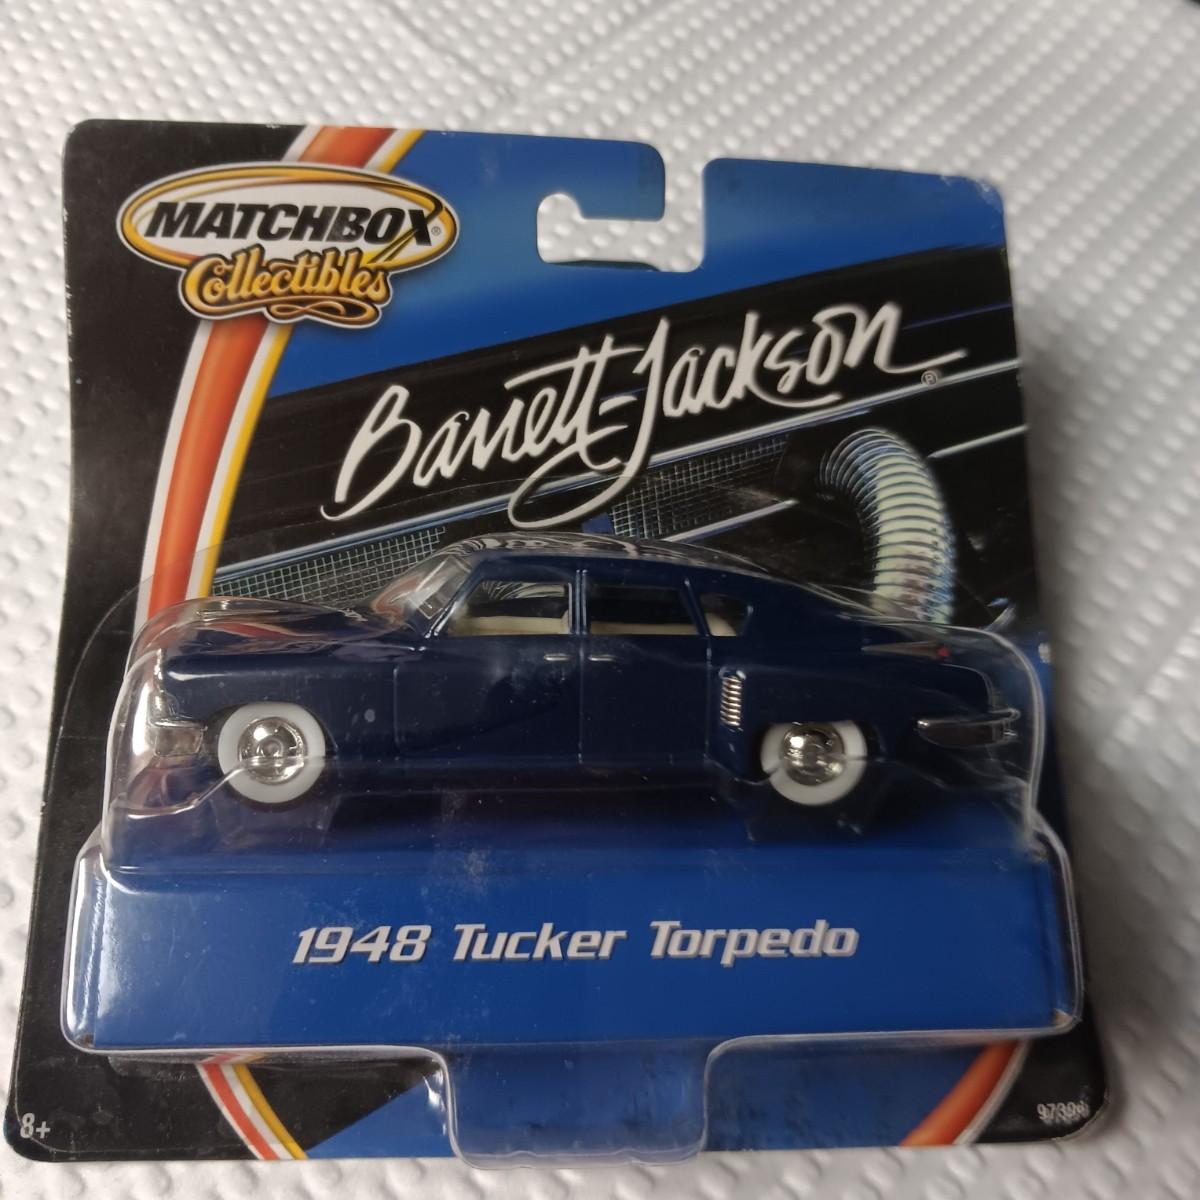 MATCHBOX®
Collectibles
Barrett-Jackson®
1948 Tucker Torpedo
8+